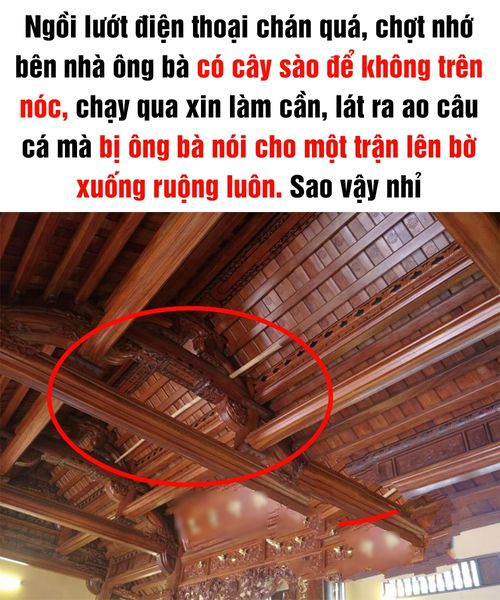 Ngồi lướt điện thoại chán quá, chợt nhớ
bên nhà ông bà có cây sào để không trên
nóc, chạy qua xin làm cần, lát ra ao câu
cá mà bị ông bà nói cho một trận lên bờ
xuống ruộng luôn. Sao vậy nhỉ